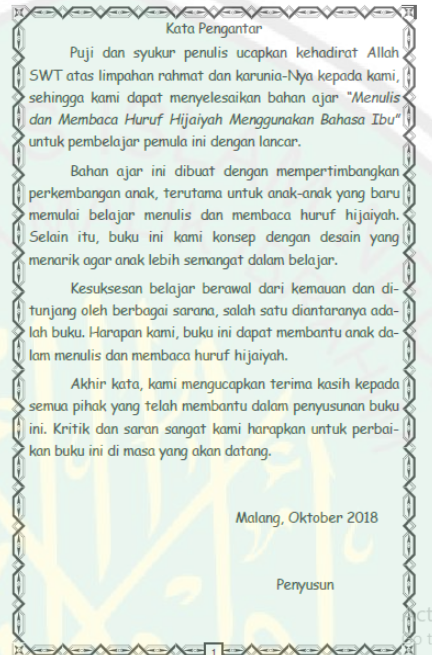 Kata Pengantar
Puji dan syukur penulis ucapkan kehadirat Allah
SWT atas limpahan rahmat dan karunia-Nya kepada kami,
sehingga kami dapat menyelesaikan bahan ajar "Menulis
dan Membaca Huruf Hijaiyah Menggunakan Bahasa Ibu"
untuk pembelajar pemula ini dengan lancar.
Bahan ajar ini dibuat dengan mempertimbangkan
perkembangan anak, terutama untuk anak-anak yang baru
memulai belajar menulis dan membaca huruf hijaiyah.
Selain itu, buku ini kami konsep dengan desain yang
menarik agar anak lebih semangat dalam belajar.
Kesuksesan belajar berawal dari kemauan dan di-
tunjang oleh berbagai sarana, salah satu diantaranya ada-
lah buku. Harapan kami, buku ini dapat membantu anak da-
lam menulis dan membaca huruf hijaiyah.
Akhir kata, kami mengucapkan terima kasih kepada
semua pihak yang telah membantu dalam penyusunan buku
ini. Kritik dan saran sangat kami harapkan untuk perbai-
kan buku ini di masa yang akan datang.
Malang, Oktober 2018
Penyusun
1